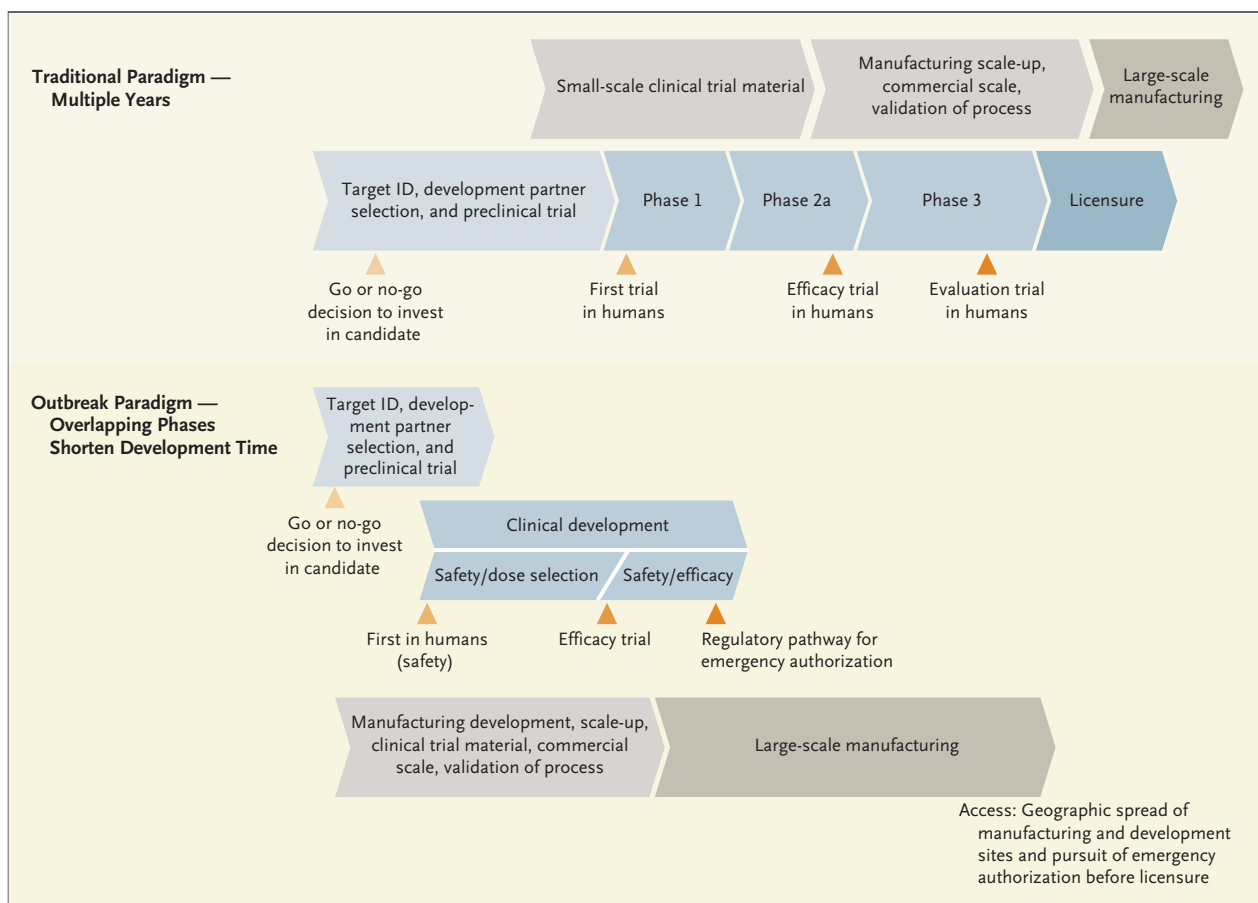 Traditional Paradigm —
Multiple Years
Small-scale clinical trial material
Manufacturing scale-up,
commercial scale,
validation of process
Large-scale
manufacturing
Target ID, development partner
selection, and preclinical trial
Phase 1
Phase 2a
Phase 3
Licensure
Go or no-go
decision to invest
in candidate
First trial
in humans
Efficacy trial
in humans
Evaluation trial
in humans
Outbreak Paradigm —
Overlapping Phases
Shorten Development Time
Target ID, develop-
ment partner
selection, and
preclinical trial
Go or no-go
decision to invest
in candidate
Clinical development
Safety/dose selection
Safety/efficacy
First in humans
(safety)
Efficacy trial
Regulatory pathway for
emergency authorization
Manufacturing development, scale-up,
clinical trial material, commercial
scale, validation of process
Large-scale manufacturing
Access: Geographic spread of
manufacturing and development
sites and pursuit of emergency
authorization before licensure